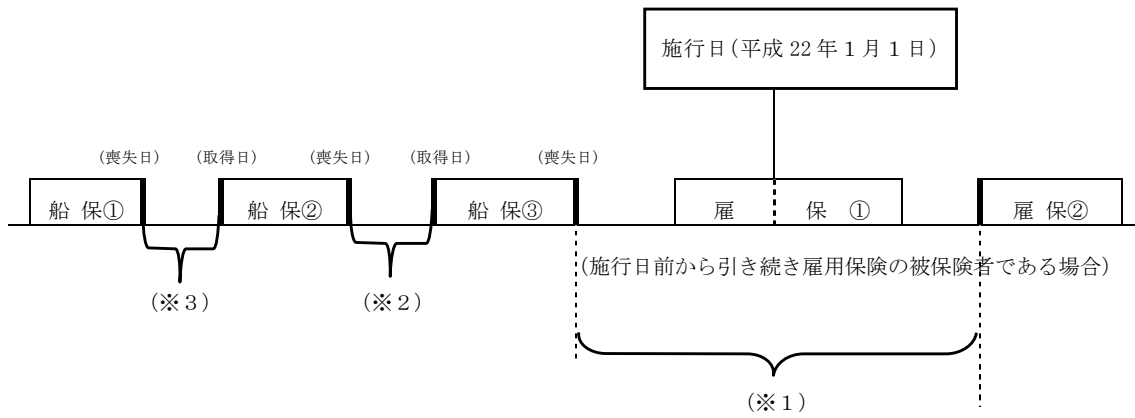 施行日(平成 22 年 1 月 1 日)
(喪失日) (取得日) (喪失日) (取得日) (喪失日)
船 保① 船 保② 船 保③ 雇 保 ① 雇 保②
(施行日前から引き続き雇用保険の被保険者である場合)
(※3) (※2)
(※1)